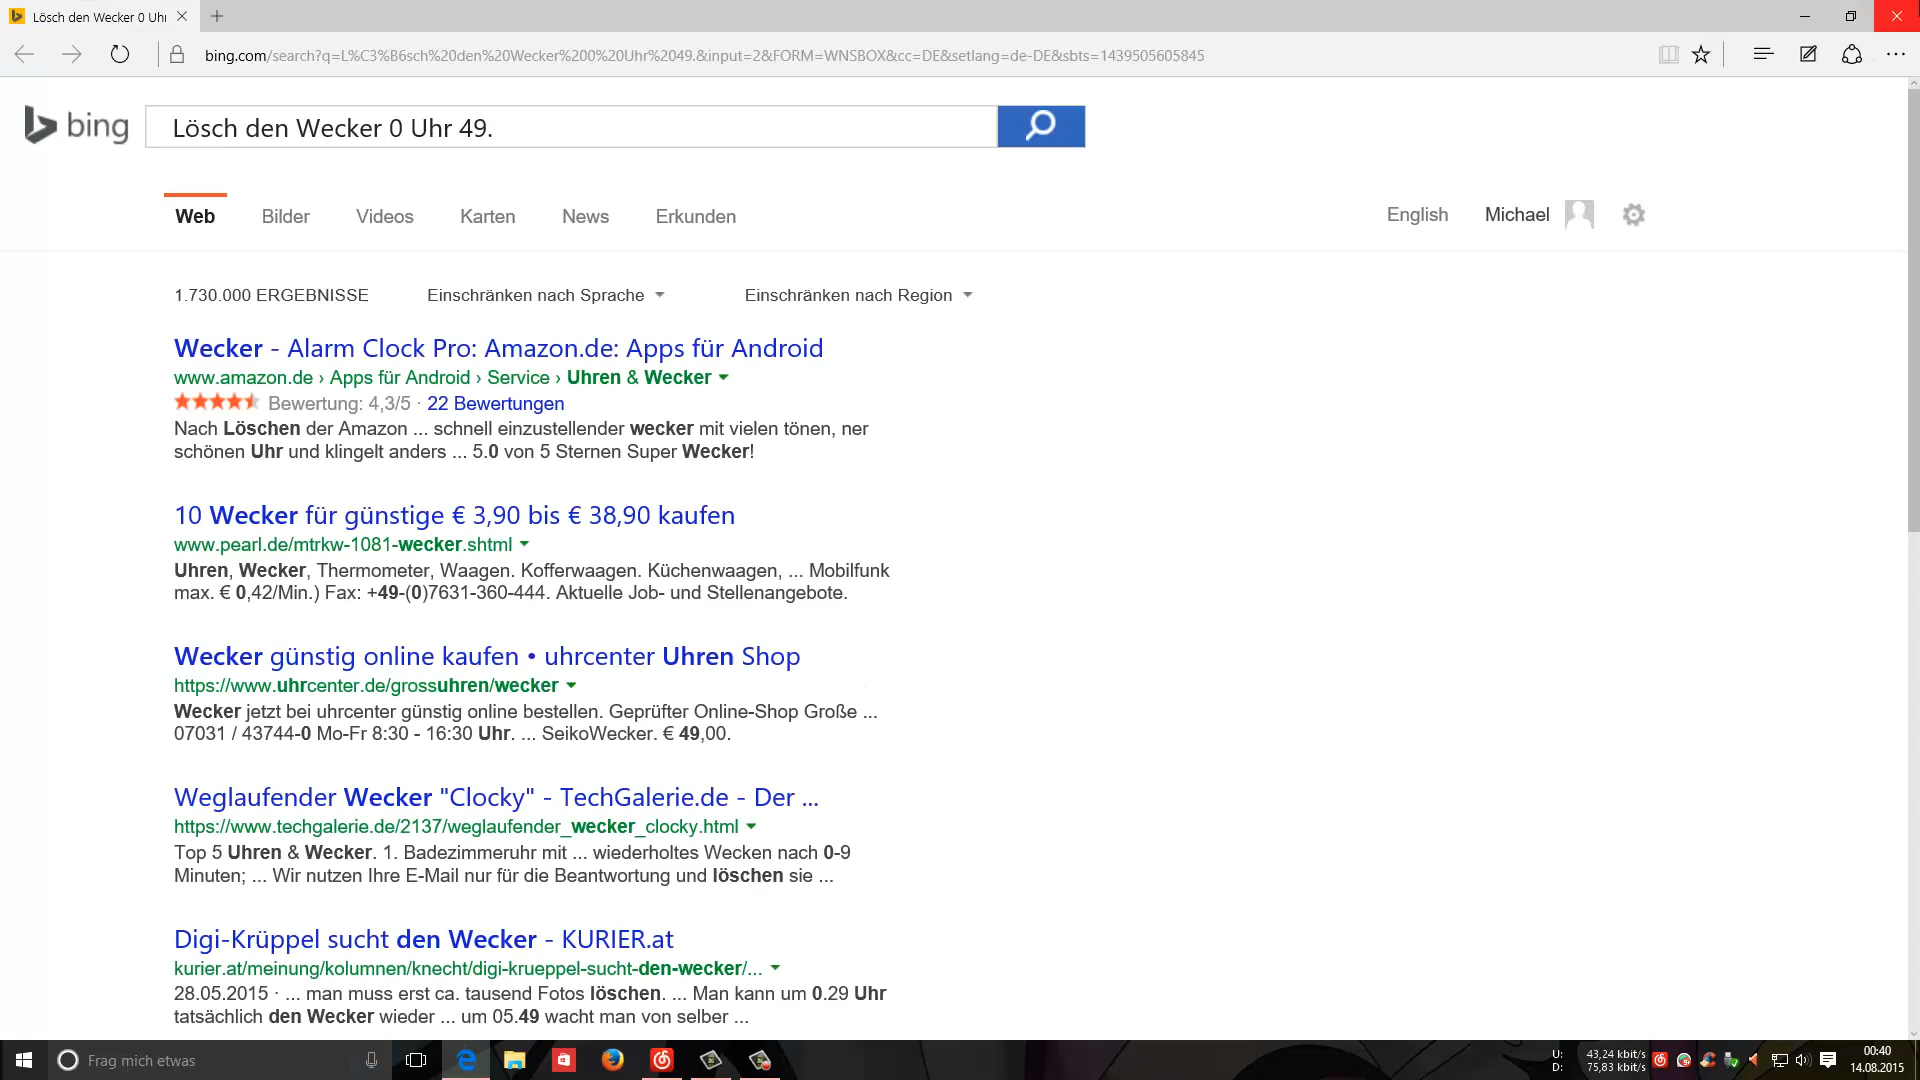 Lösch den Wecker 0 Uhr
bing.com/search?q=L%C3%B6sch%20den%20Wecker%200%20Uhr%2049.&input=2&FORM=WNSBOX&cc=DE&setlang=de-DE&sbts=1439505605845
bing
Lösch den Wecker 0 Uhr 49.
Web Bilder Videos Karten News Erkunden English Michael
1.730.000 ERGEBNISSE Einschränken nach Sprache Einschränken nach Region
Wecker - Alarm Clock Pro: Amazon.de: Apps für Android
www.amazon.de › Apps für Android › Service › Uhren & Wecker
Bewertung: 4,3/5 · 22 Bewertungen
Nach Löschen der Amazon ... schnell einzustellender wecker mit vielen tönen, ner
schönen Uhr und klingelt anders ... 5.0 von 5 Sternen Super Wecker!
10 Wecker für günstige € 3,90 bis € 38,90 kaufen
www.pearl.de/mtrkw-1081-wecker.shtml
Uhren, Wecker, Thermometer, Waagen. Kofferwaagen. Küchenwaagen, ... Mobilfunk
max. € 0,42/Min.) Fax: +49-(0)7631-360-444. Aktuelle Job- und Stellenangebote.
Wecker günstig online kaufen • uhrcenter Uhren Shop
https://www.uhrcenter.de/grossuhren/wecker
Wecker jetzt bei uhrcenter günstig online bestellen. Geprüfter Online-Shop Große ...
07031 / 43744-0 Mo-Fr 8:30 - 16:30 Uhr. ... SeikoWecker. € 49,00.
Weglaufender Wecker "Clocky" - TechGalerie.de - Der ...
https://www.techgalerie.de/2137/weglaufender_wecker_clocky.html
Top 5 Uhren & Wecker. 1. Badezimmeruhr mit ... wiederholtes Wecken nach 0-9
Minuten; ... Wir nutzen Ihre E-Mail nur für die Beantwortung und löschen sie ...
Digi-Krüppel sucht den Wecker - KURIER.at
kurier.at/meinung/kolumnen/knecht/digi-krueppel-sucht-den-wecker/...
28.05.2015 · ... man muss erst ca. tausend Fotos löschen. ... Man kann um 0.29 Uhr
tatsächlich den Wecker wieder ... um 05.49 wacht man von selber ...
Frag mich etwas
U: 43,24 kbit/s
D: 75,83 kbit/s
00:40
14.08.2015